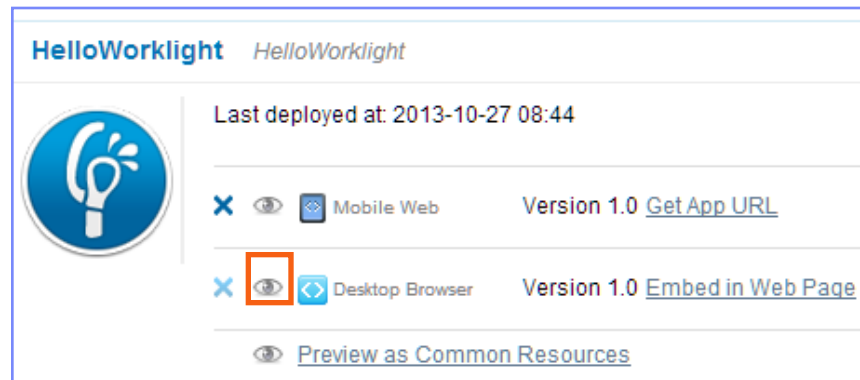 HelloWorklight HelloWorklight
Last deployed at: 2013-10-27 08:44
Mobile Web Version 1.0 Get App URL
Desktop Browser Version 1.0 Embed in Web Page
Preview as Common Resources